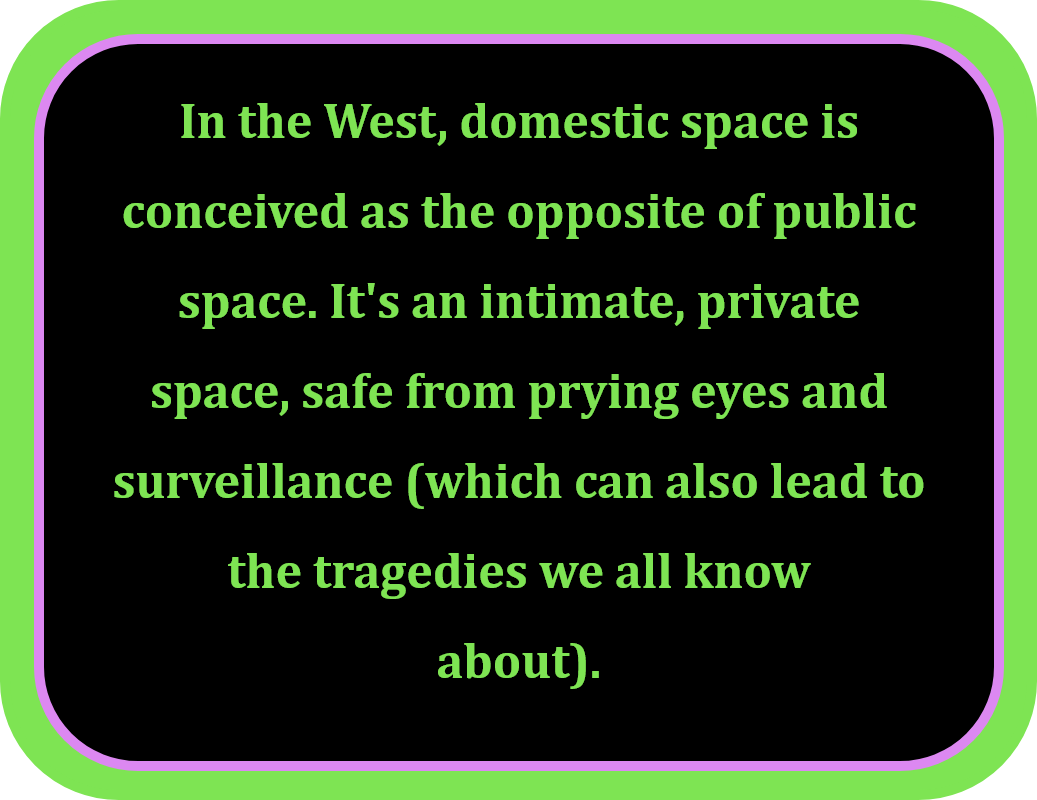 In the West, domestic space is
conceived as the opposite of public
space. It's an intimate, private
space, safe from prying eyes and
surveillance (which can also lead to
the tragedies we all know
about).